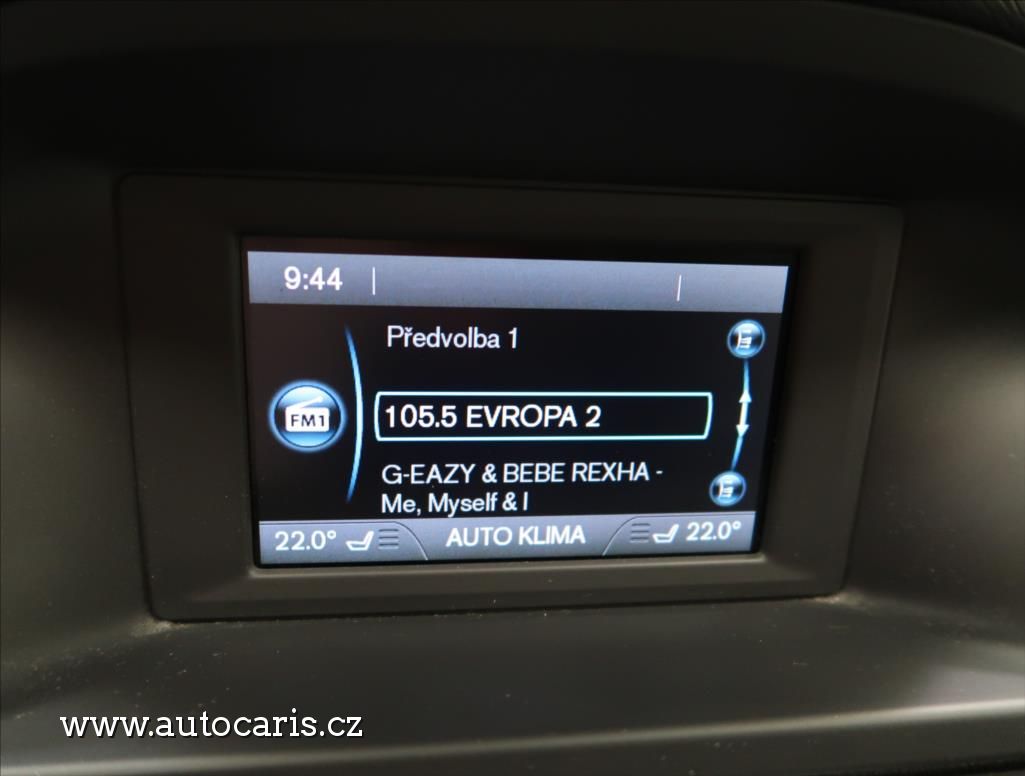 9:44
Předvolba 1
FM1
105.5 EVROPA 2
G-EAZY & BEBE REXHA -
Me, Myself & I
22.0° AUTO KLIMA 22.0°
www.autocaris.cz